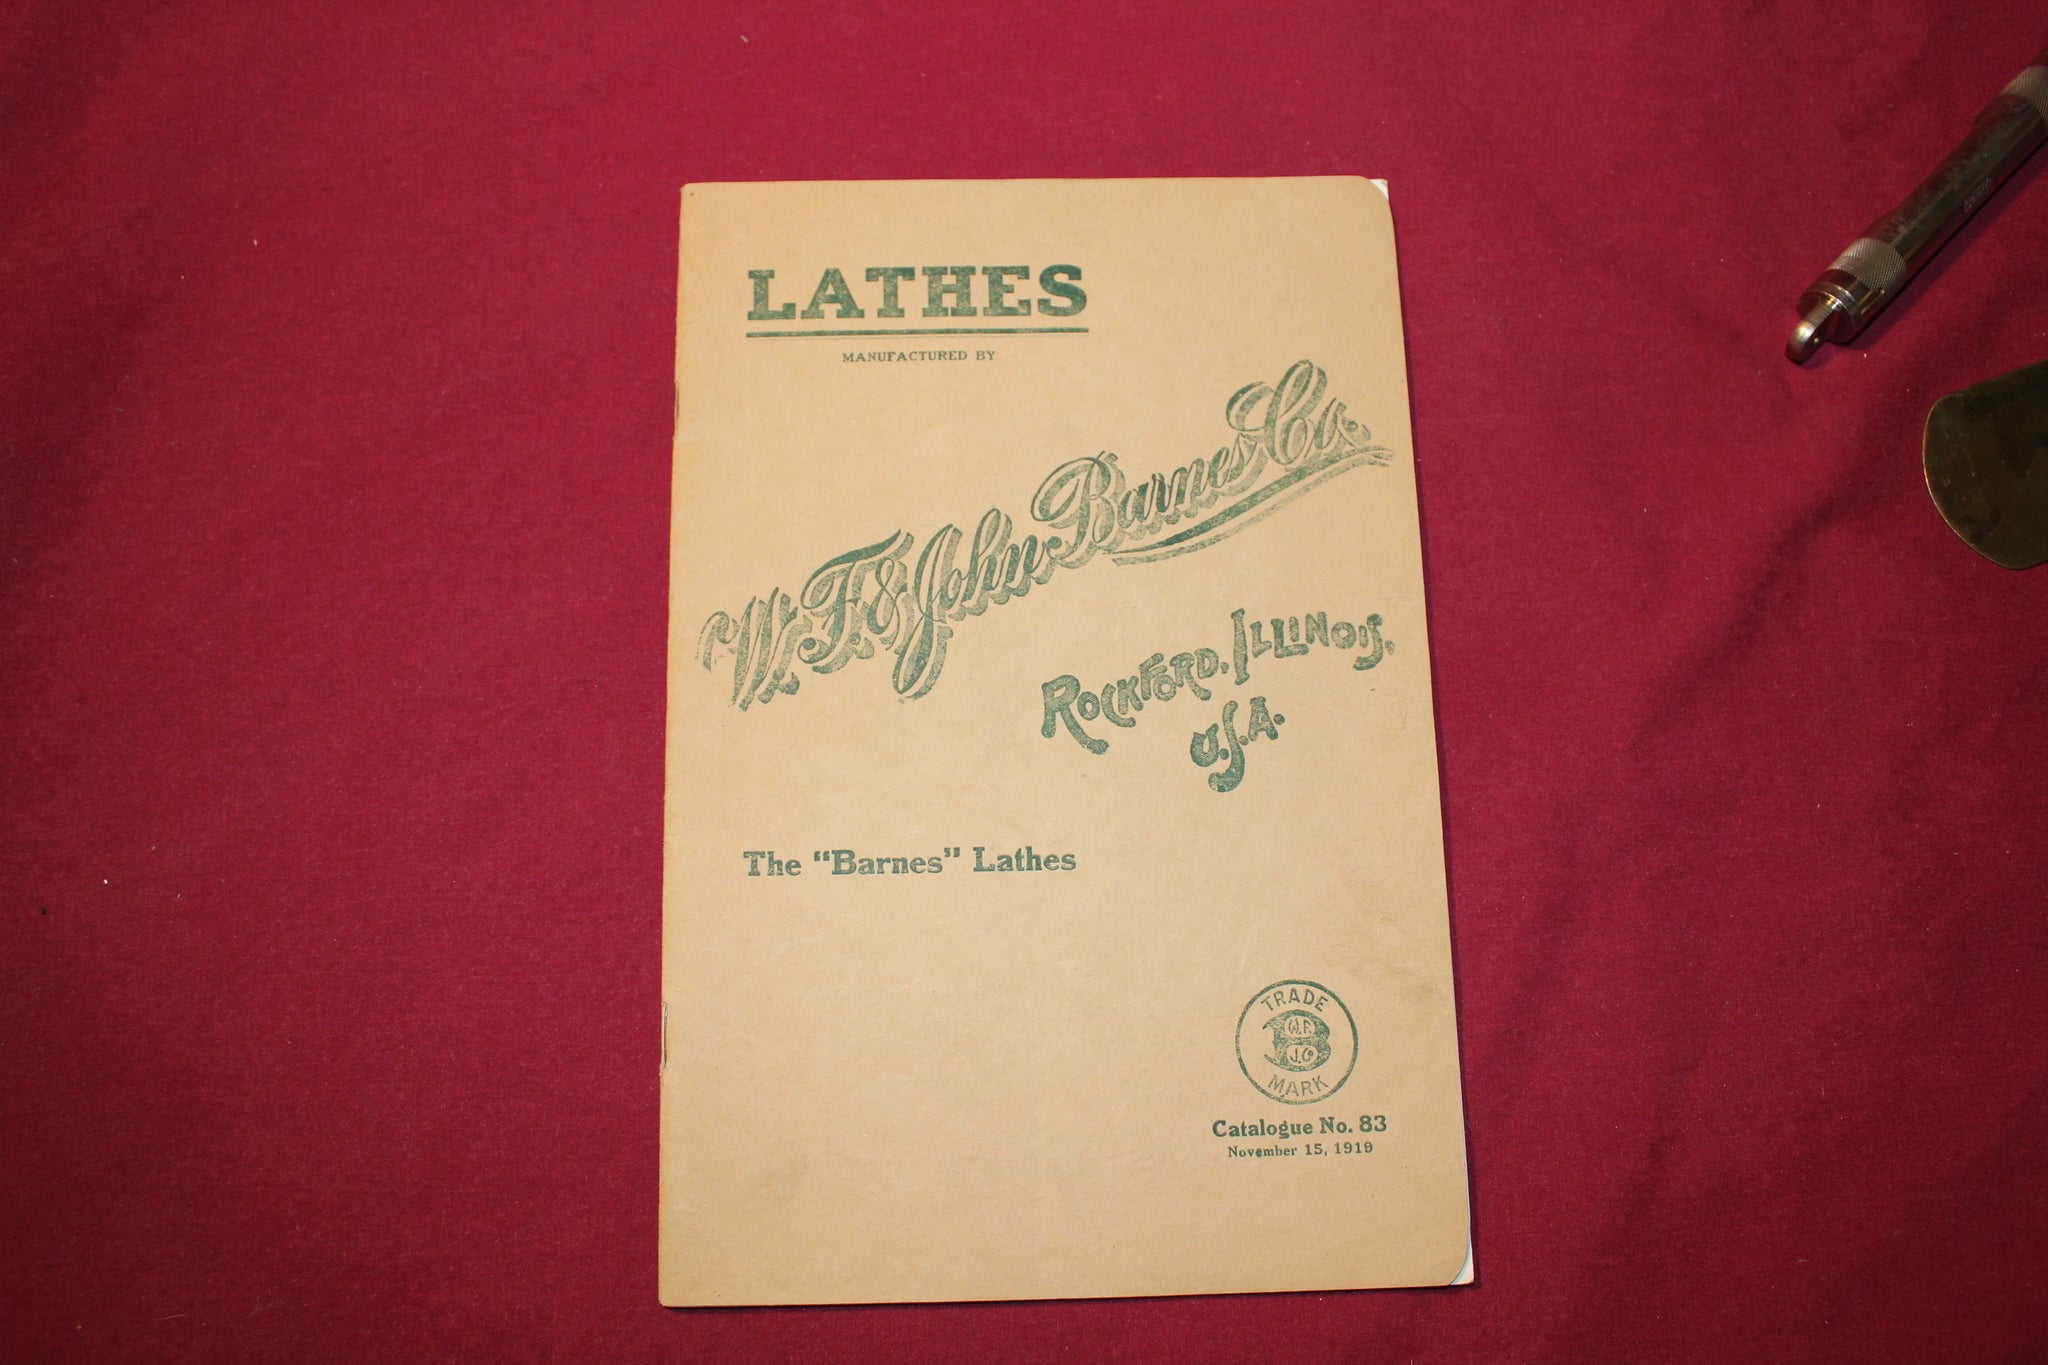 LATHES
MANUFACTURED BY
W. F. & John Barnes Co.
ROCKFORD, ILLINOIS,
U.S.A.
The "Barnes" Lathes
TRADE
W.F.
J.Co
B
MARK
Catalogue No. 83
November 15, 1919